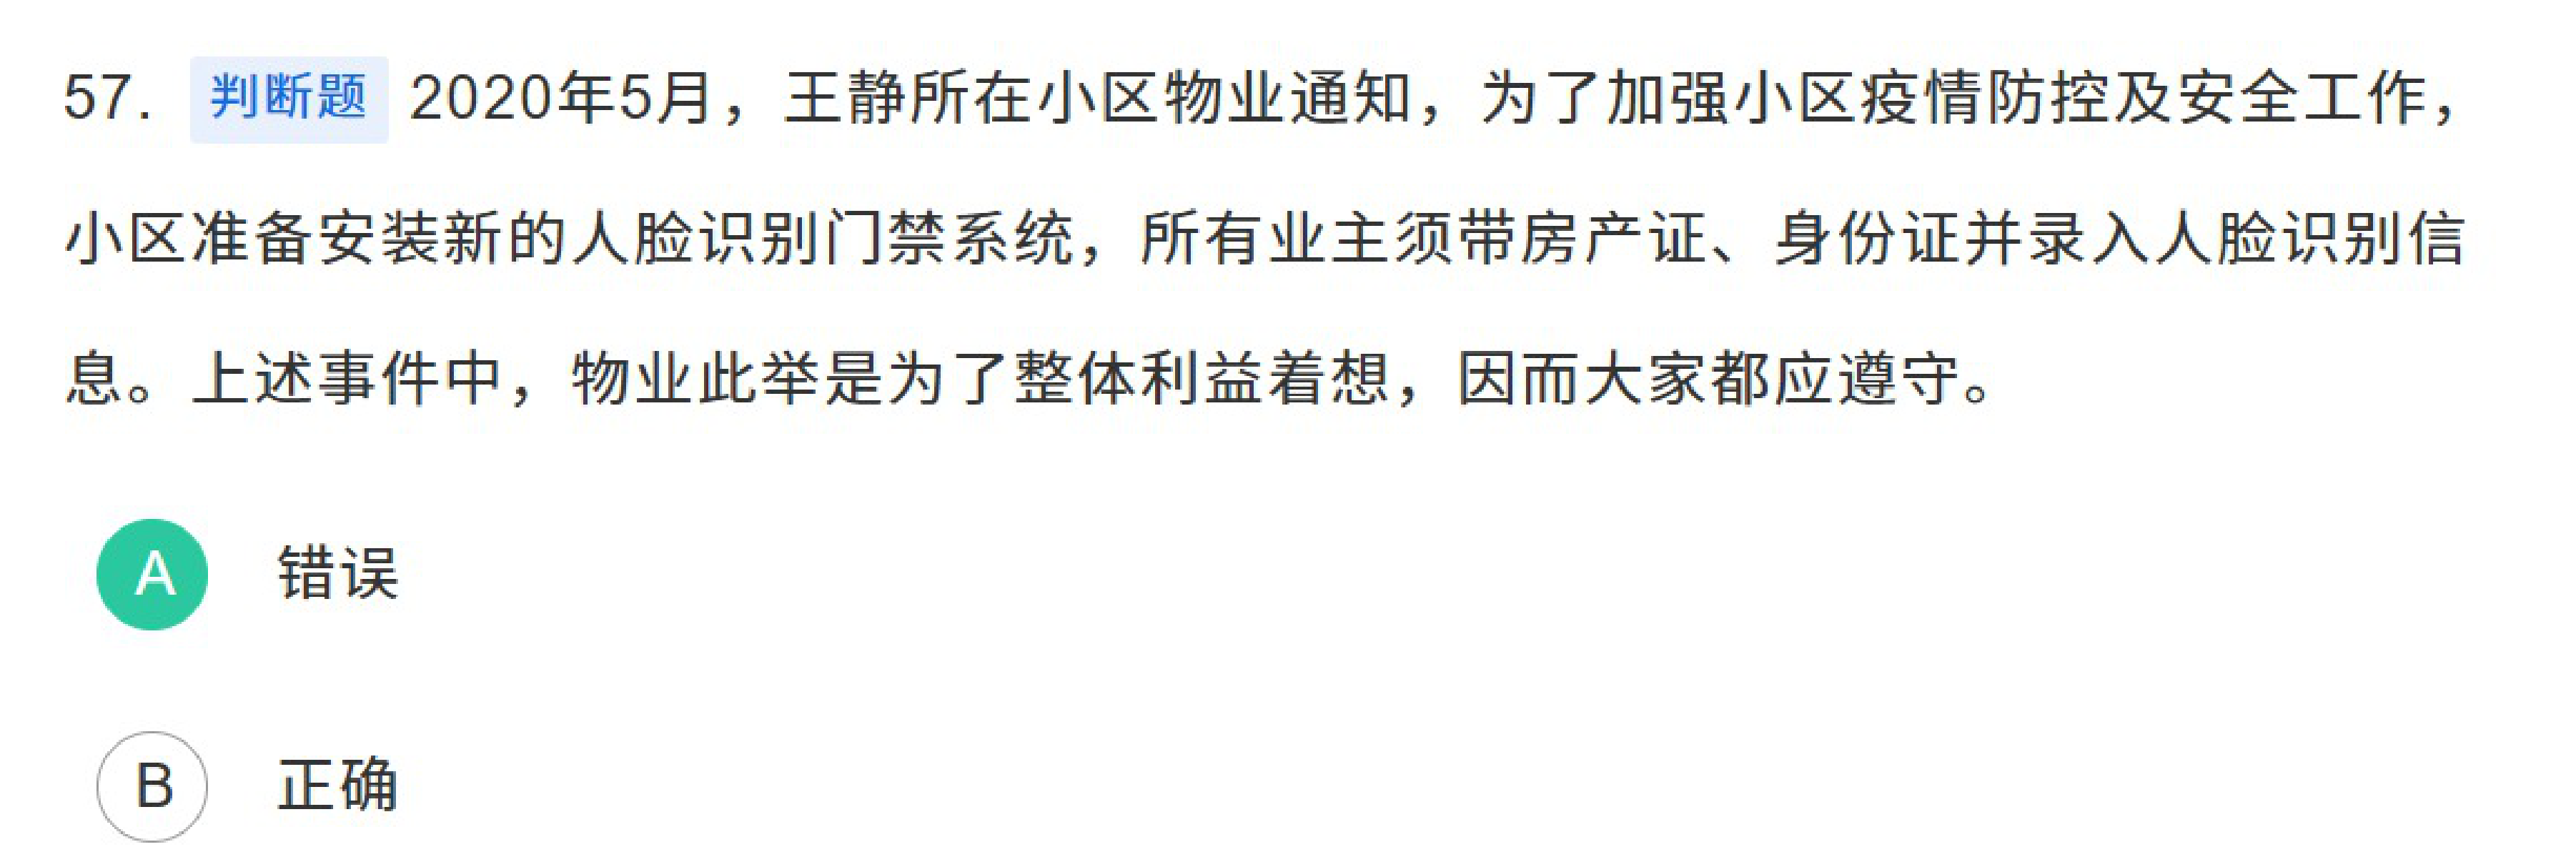 57. 判断题 2020年5月，王静所在小区物业通知，为了加强小区疫情防控及安全工作，
小区准备安装新的人脸识别门禁系统，所有业主须带房产证、身份证并录入人脸识别信
息。上述事件中，物业此举是为了整体利益着想，因而大家都应遵守。
A 错误
B 正确